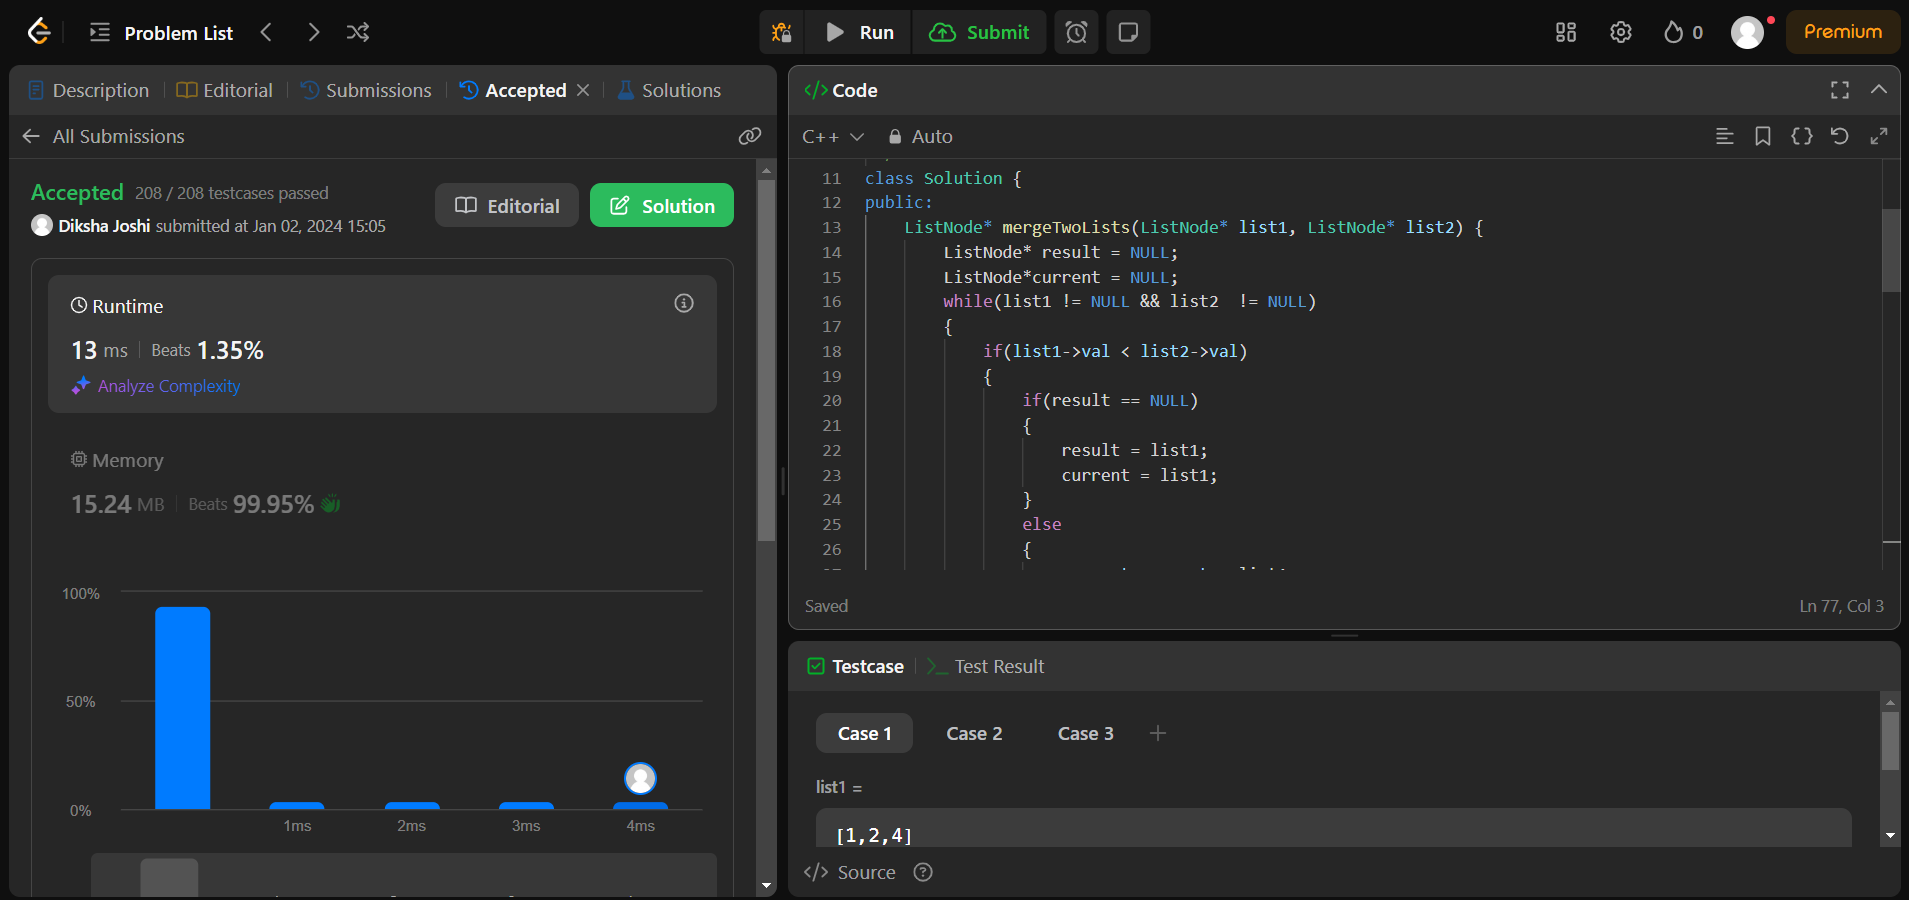 Problem List
Run
Submit
0
Premium
Description
Editorial
Submissions
Accepted
Solutions
All Submissions
Accepted 208 / 208 testcases passed
Diksha Joshi submitted at Jan 02, 2024 15:05
Editorial
Solution
Runtime
13 ms Beats 1.35%
Analyze Complexity
Memory
15.24 MB Beats 99.95%
100%
50%
0%
1ms 2ms 3ms 4ms
</> Code
C++ Auto
11 class Solution {
12 public:
13 ListNode* mergeTwoLists(ListNode* list1, ListNode* list2) {
14 ListNode* result = NULL;
15 ListNode*current = NULL;
16 while(list1 != NULL && list2  != NULL)
17 {
18 if(list1->val < list2->val)
19 {
20 if(result == NULL)
21 {
22 result = list1;
23 current = list1;
24 }
25 else
26 {
Saved
Ln 77, Col 3
Testcase
Test Result
Case 1 Case 2 Case 3 +
list1 =
[1,2,4]
</> Source ?